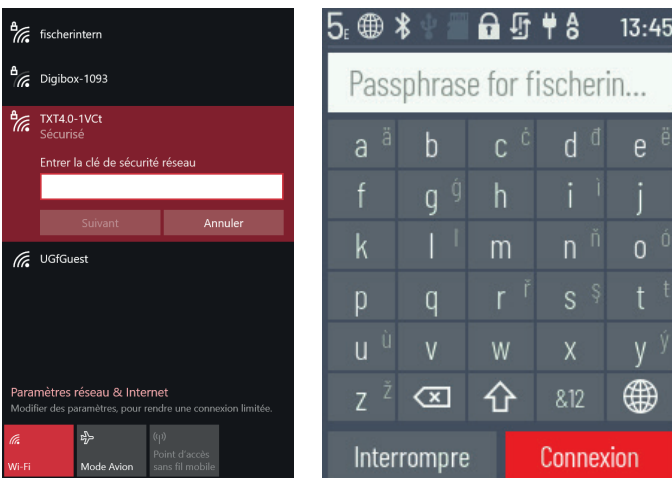 fischerintern
Digibox-1093
TXT4.0-1VCt
Sécurisé
Entrer la clé de sécurité réseau
Suivant Annuler
UGfGuest
Paramètres réseau & Internet
Modifier des paramètres, pour rendre une connexion limitée.
Wi-Fi
Mode Avion
Point d'accès
sans fil mobile
5E 13:45
Passphrase for fischerin...
a ä b c ċ d đ e ë
f g ģ h i ì j
k l m n ň o ó
p q r ř s ş t ŧ
u ù v w x y ý
z ž &12
Interrompre Connexion